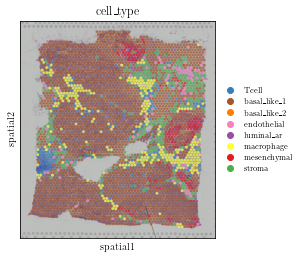 cell_type
spatial2
Tcell
basal_like_1
basal_like_2
endothelial
luminal_ar
macrophage
mesenchymal
stroma
spatial1